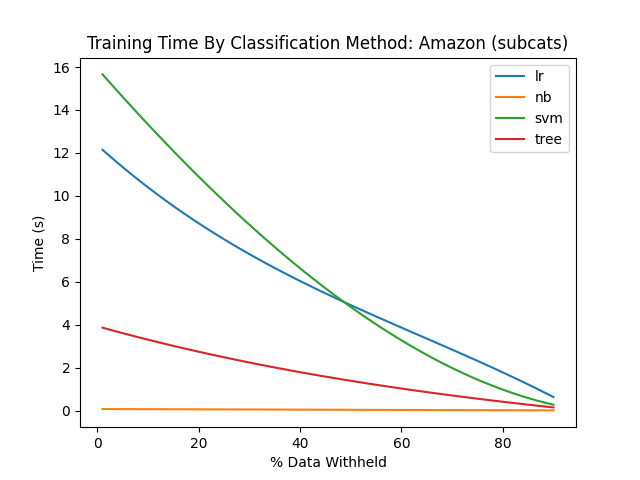 Training Time By Classification Method: Amazon (subcats)
16
14
12
10
8
6
4
2
0
Time (s)
lr
nb
svm
tree
0 20 40 60 80
% Data Withheld